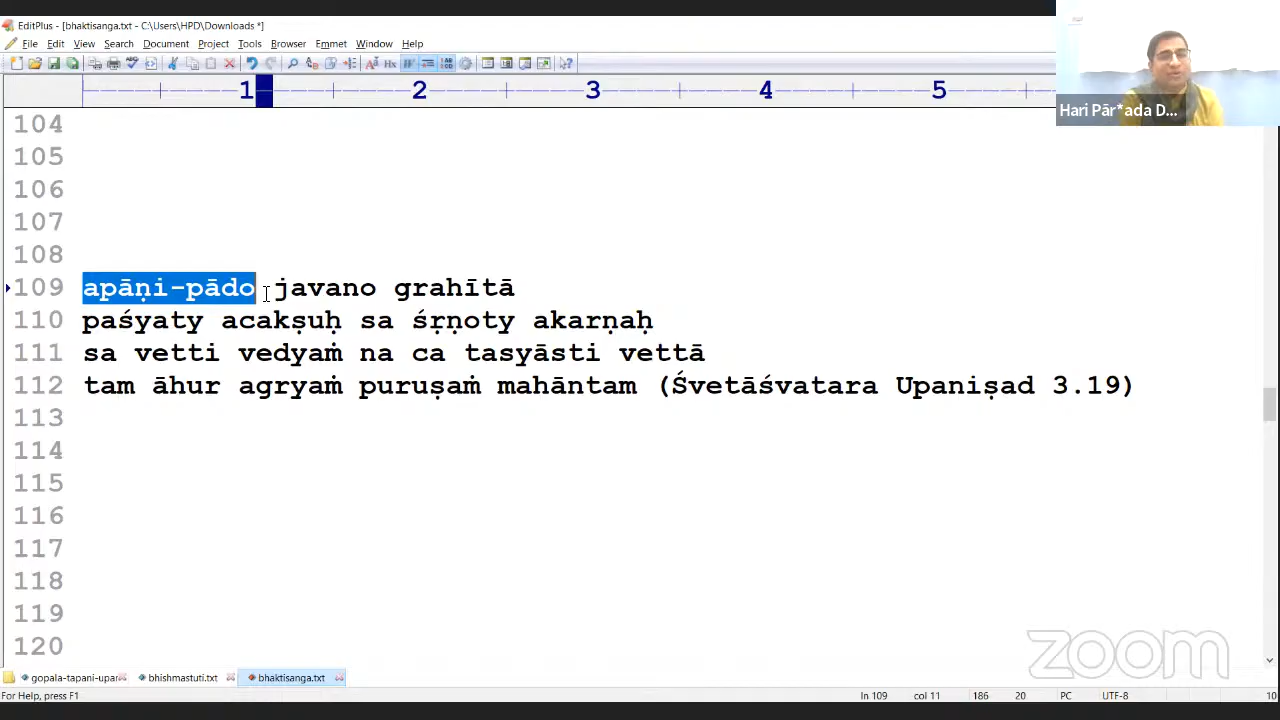 EditPlus - [bhaktisanga.txt - C:\Users\HPD\Downloads *]
File Edit View Search Document Project Tools Browser Emmet Window Help
1 2 3 4 5
104
105
106
107
108
109 apāṇi-pādo javano grahītā
110 paśyaty acakṣuḥ sa śṛṇoty akarṇaḥ
111 sa vetti vedyaṁ na ca tasyāsti vettā
112 tam āhur agryaṁ puruṣaṁ mahāntam (Śvetāśvatara Upaniṣad 3.19)
113
114
115
116
117
118
119
120
Hari Pār*ada D...
zoom
gopala-tapani-upar bhishmastuti.txt bhaktisanga.txt
For Help, press F1 ln 109 col 11 186 20 PC UTF-8 10